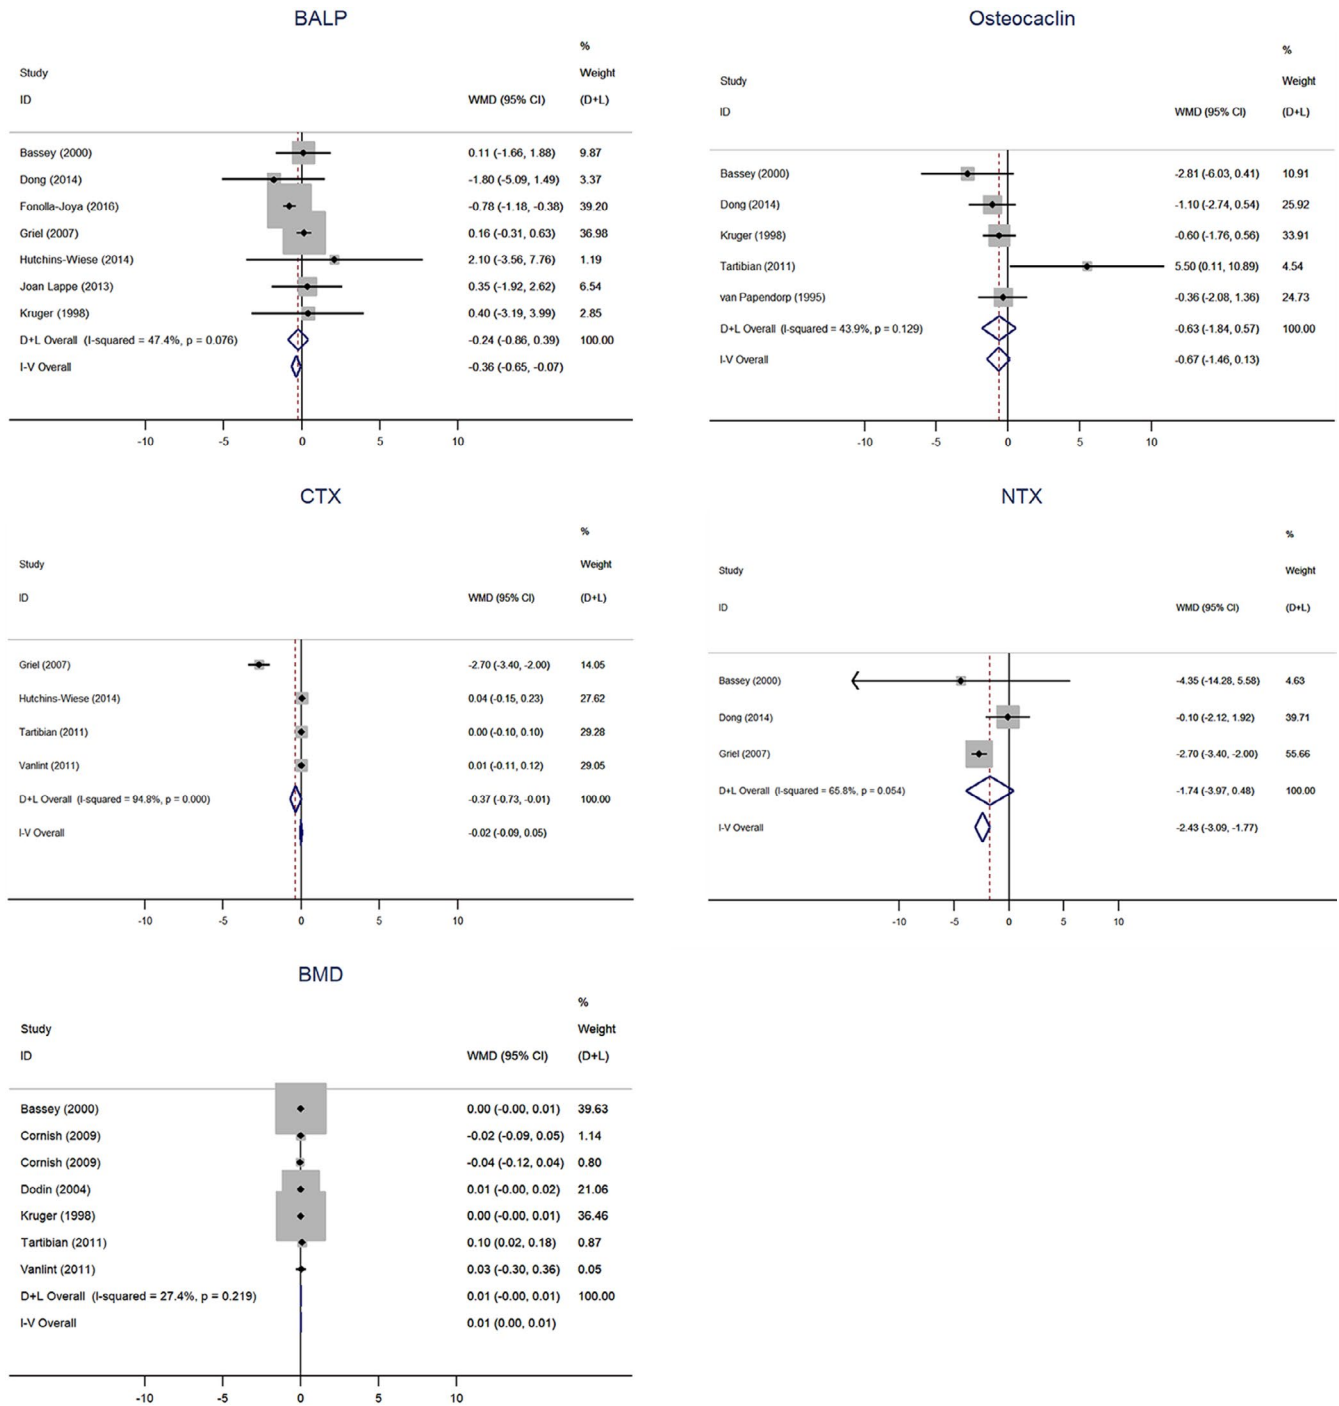 BALP
%
Study Weight
ID WMD (95% CI) (D+L)
Bassey (2000) 0.11 (-1.66, 1.88) 9.87
Dong (2014) -1.80 (-5.09, 1.49) 3.37
Fonolla-Joya (2016) -0.78 (-1.18, -0.38) 39.20
Griel (2007) 0.16 (-0.31, 0.63) 36.98
Hutchins-Wiese (2014) 2.10 (-3.56, 7.76) 1.19
Joan Lappe (2013) 0.35 (-1.92, 2.62) 6.54
Kruger (1998) 0.40 (-3.19, 3.99) 2.85
D+L Overall (I-squared = 47.4%, p = 0.076) -0.24 (-0.86, 0.39) 100.00
I-V Overall -0.36 (-0.65, -0.07)
-10 -5 0 5 10
Osteocaclin
%
Study Weight
ID WMD (95% CI) (D+L)
Bassey (2000) -2.81 (-6.03, 0.41) 10.91
Dong (2014) -1.10 (-2.74, 0.54) 25.92
Kruger (1998) -0.60 (-1.76, 0.56) 33.91
Tartibian (2011) 5.50 (0.11, 10.89) 4.54
van Papendorp (1995) -0.36 (-2.08, 1.36) 24.73
D+L Overall (I-squared = 43.9%, p = 0.129) -0.63 (-1.84, 0.57) 100.00
I-V Overall -0.67 (-1.46, 0.13)
-10 -5 0 5 10
CTX
%
Study Weight
ID WMD (95% CI) (D+L)
Griel (2007) -2.70 (-3.40, -2.00) 14.05
Hutchins-Wiese (2014) 0.04 (-0.15, 0.23) 27.62
Tartibian (2011) 0.00 (-0.10, 0.10) 29.28
Vanlint (2011) 0.01 (-0.11, 0.12) 29.05
D+L Overall (I-squared = 94.8%, p = 0.000) -0.37 (-0.73, -0.01) 100.00
I-V Overall -0.02 (-0.09, 0.05)
-10 -5 0 5 10
NTX
%
Study Weight
ID WMD (95% CI) (D+L)
Bassey (2000) -4.35 (-14.28, 5.58) 4.63
Dong (2014) -0.10 (-2.12, 1.92) 39.71
Griel (2007) -2.70 (-3.40, -2.00) 55.66
D+L Overall (I-squared = 65.8%, p = 0.054) -1.74 (-3.97, 0.48) 100.00
I-V Overall -2.43 (-3.09, -1.77)
-10 -5 0 5 10
BMD
%
Study Weight
ID WMD (95% CI) (D+L)
Bassey (2000) 0.00 (-0.00, 0.01) 39.63
Cornish (2009) -0.02 (-0.09, 0.05) 1.14
Cornish (2009) -0.04 (-0.12, 0.04) 0.80
Dodin (2004) 0.01 (-0.00, 0.02) 21.06
Kruger (1998) 0.00 (-0.00, 0.01) 36.46
Tartibian (2011) 0.10 (0.02, 0.18) 0.87
Vanlint (2011) 0.03 (-0.30, 0.36) 0.05
D+L Overall (I-squared = 27.4%, p = 0.219) 0.01 (-0.00, 0.01) 100.00
I-V Overall 0.01 (0.00, 0.01)
-10 -5 0 5 10